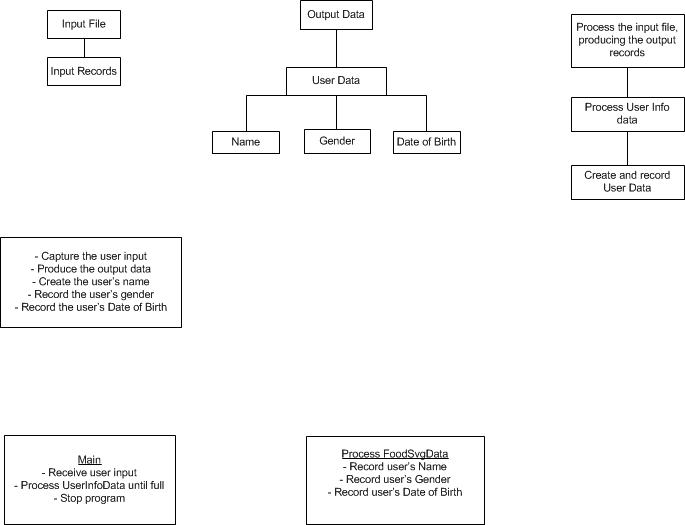 Input File
Input Records
Output Data
User Data
Name
Gender
Date of Birth
Process the input file,
producing the output
records
Process User Info
data
Create and record
User Data
- Capture the user input
- Produce the output data
- Create the user's name
- Record the user's gender
- Record the user's Date of Birth
Main
- Receive user input
- Process UserInfoData until full
- Stop program
Process FoodSvgData
- Record user's Name
- Record user's Gender
- Record user's Date of Birth